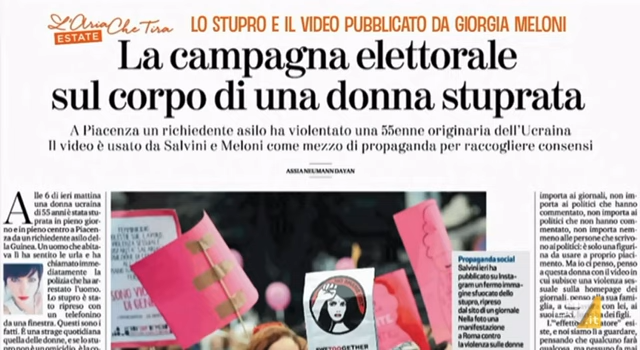 L'Aria Che Tira
ESTATE
LO STUPRO E IL VIDEO PUBBLICATO DA GIORGIA MELONI
La campagna elettorale
sul corpo di una donna stuprata
A Piacenza un richiedente asilo ha violentato una 55enne originaria dell'Ucraina
Il video è usato da Salvini e Meloni come mezzo di propaganda per raccogliere consensi
ASSIA NEUMANN DAYAN
Alle 6 di ieri mattina
una donna ucraina
di 55 anni è stata stu-
prata in pieno gior-
no e in pieno centro a Piacen-
za da un richiedente asilo del-
la Guinea. Un uomo che abita-
va lì ha sentito le urla e ha
chiamato imme-
diatamente la
polizia che ha ar-
restato l'uomo.
Lo stupro è sta-
to ripreso con
un telefonino
da una finestra. Questi sono i
fatti. È una strage quotidiana
quella delle donne, e se lo stu-
Propaganda social
Salvini ieri ha
pubblicato su Insta-
gram un fermo imma-
gine sfuocato dello
stupro, ripreso
dal sito di un giornale
Nella foto una
manifestazione
a Roma contro
la violenza sulle donne
importa ai giornali, non im-
porta ai politici che hanno
commentato, non importa ai
politici che non hanno com-
mentato, non importa nem-
meno alle persone che scrivo-
no ai politici: è solo una figuri-
na da usare a proprio piaci-
mento. Ma io ci penso, penso
a questa donna con il video in
cui subisce una violenza ses-
suale sulla homepage dei
giornali, penso alla sua fami-